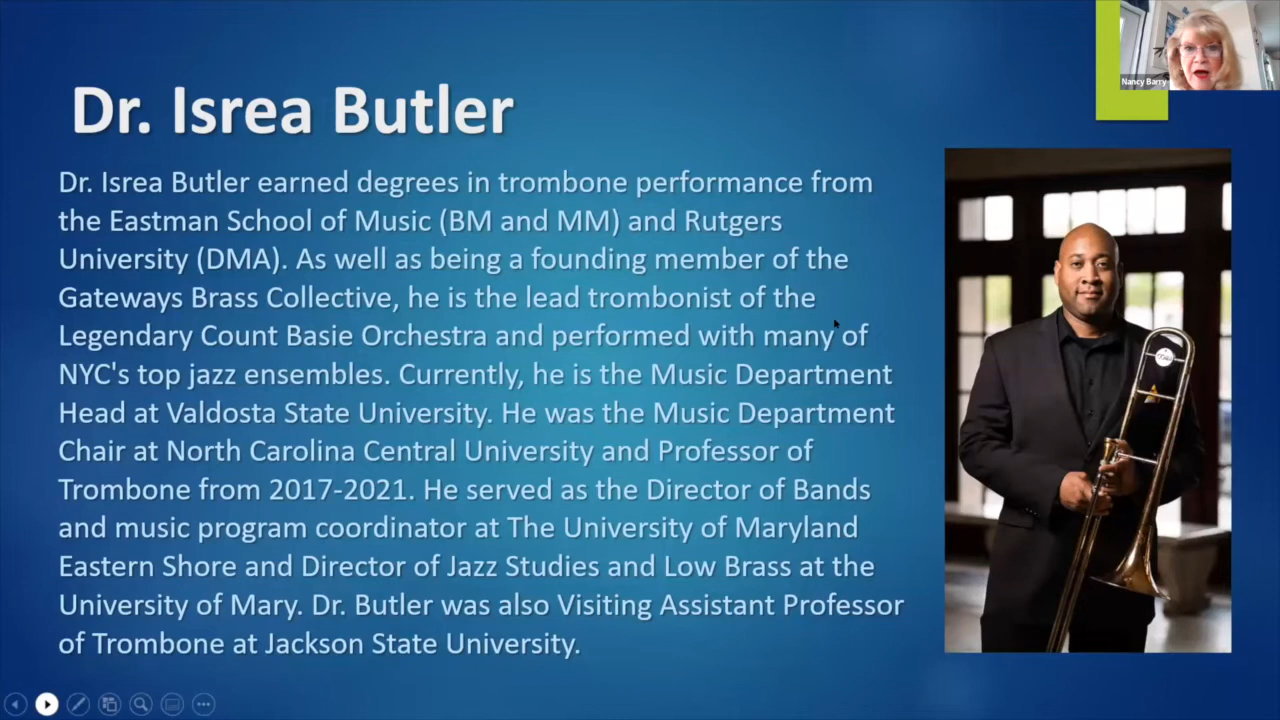 Nancy Barry
Dr. Isrea Butler
Dr. Isrea Butler earned degrees in trombone performance from
the Eastman School of Music (BM and MM) and Rutgers
University (DMA). As well as being a founding member of the
Gateways Brass Collective, he is the lead trombonist of the
Legendary Count Basie Orchestra and performed with many of
NYC's top jazz ensembles. Currently, he is the Music Department
Head at Valdosta State University. He was the Music Department
Chair at North Carolina Central University and Professor of
Trombone from 2017-2021. He served as the Director of Bands
and music program coordinator at The University of Maryland
Eastern Shore and Director of Jazz Studies and Low Brass at the
University of Mary. Dr. Butler was also Visiting Assistant Professor
of Trombone at Jackson State University.